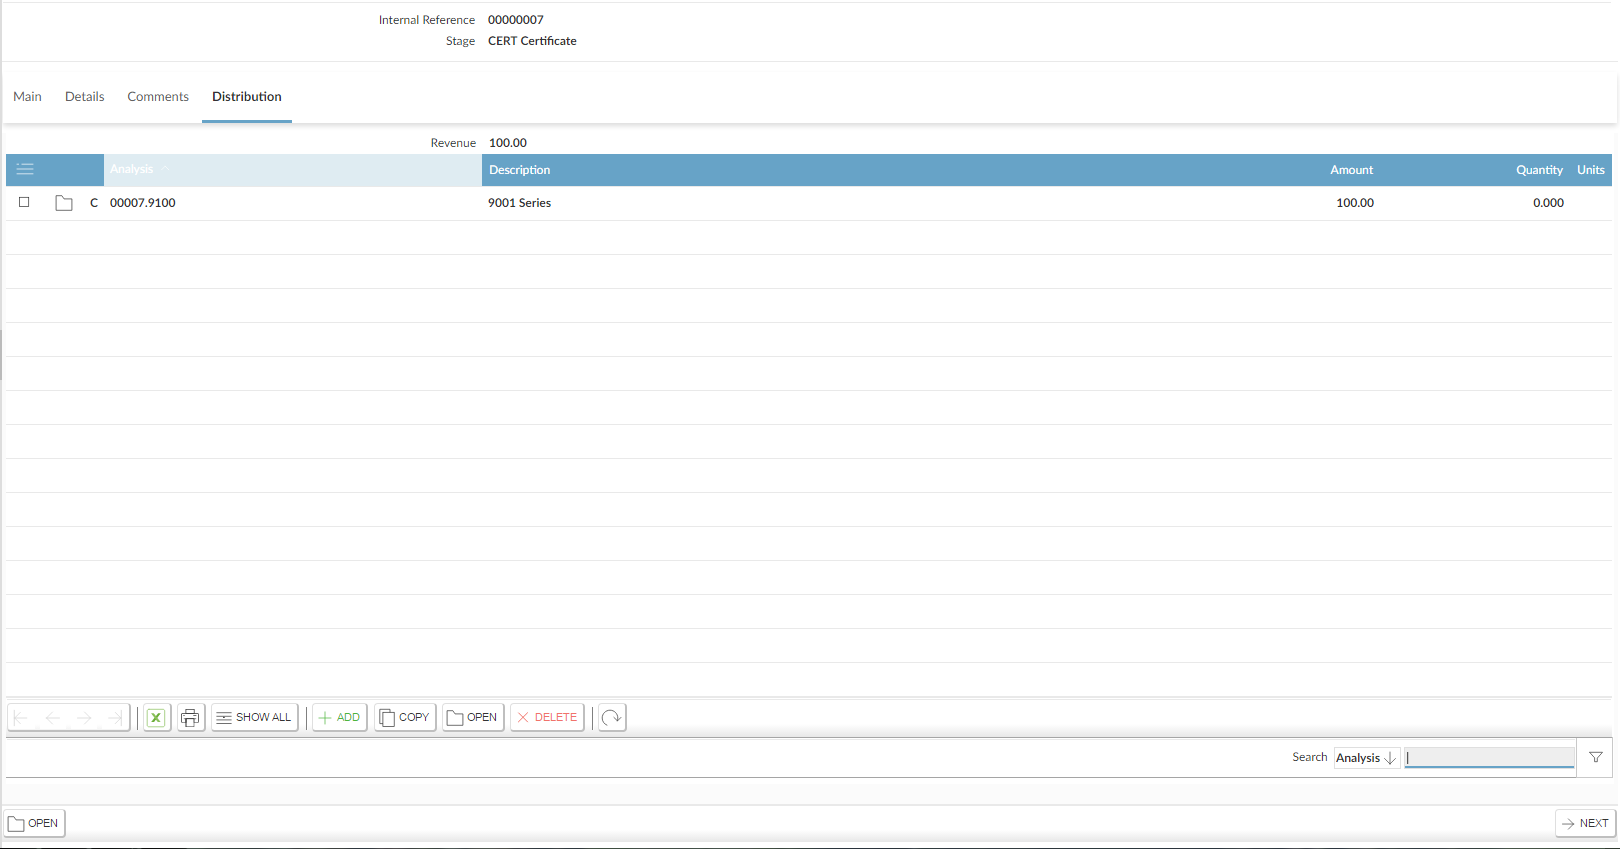 Internal Reference 00000007
Stage CERT Certificate
Main Details Comments Distribution
Revenue 100.00
Analysis Description Amount Quantity Units
C 00007.9100 9001 Series 100.00 0.000
SHOW ALL ADD COPY OPEN DELETE
Search Analysis
OPEN NEXT